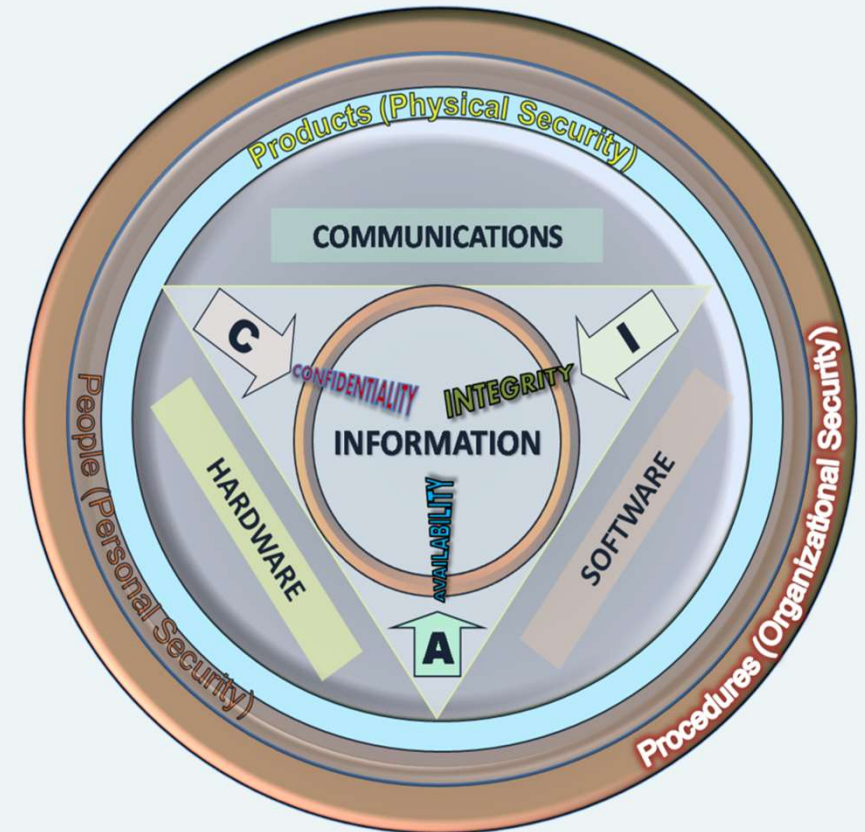 Products (Physical Security)
COMMUNICATIONS
C
I
CONFIDENTIALITY
INTEGRITY
INFORMATION
AVAILABILITY
HARDWARE
SOFTWARE
A
People (Personal Security)
Procedures (Organizational Security)